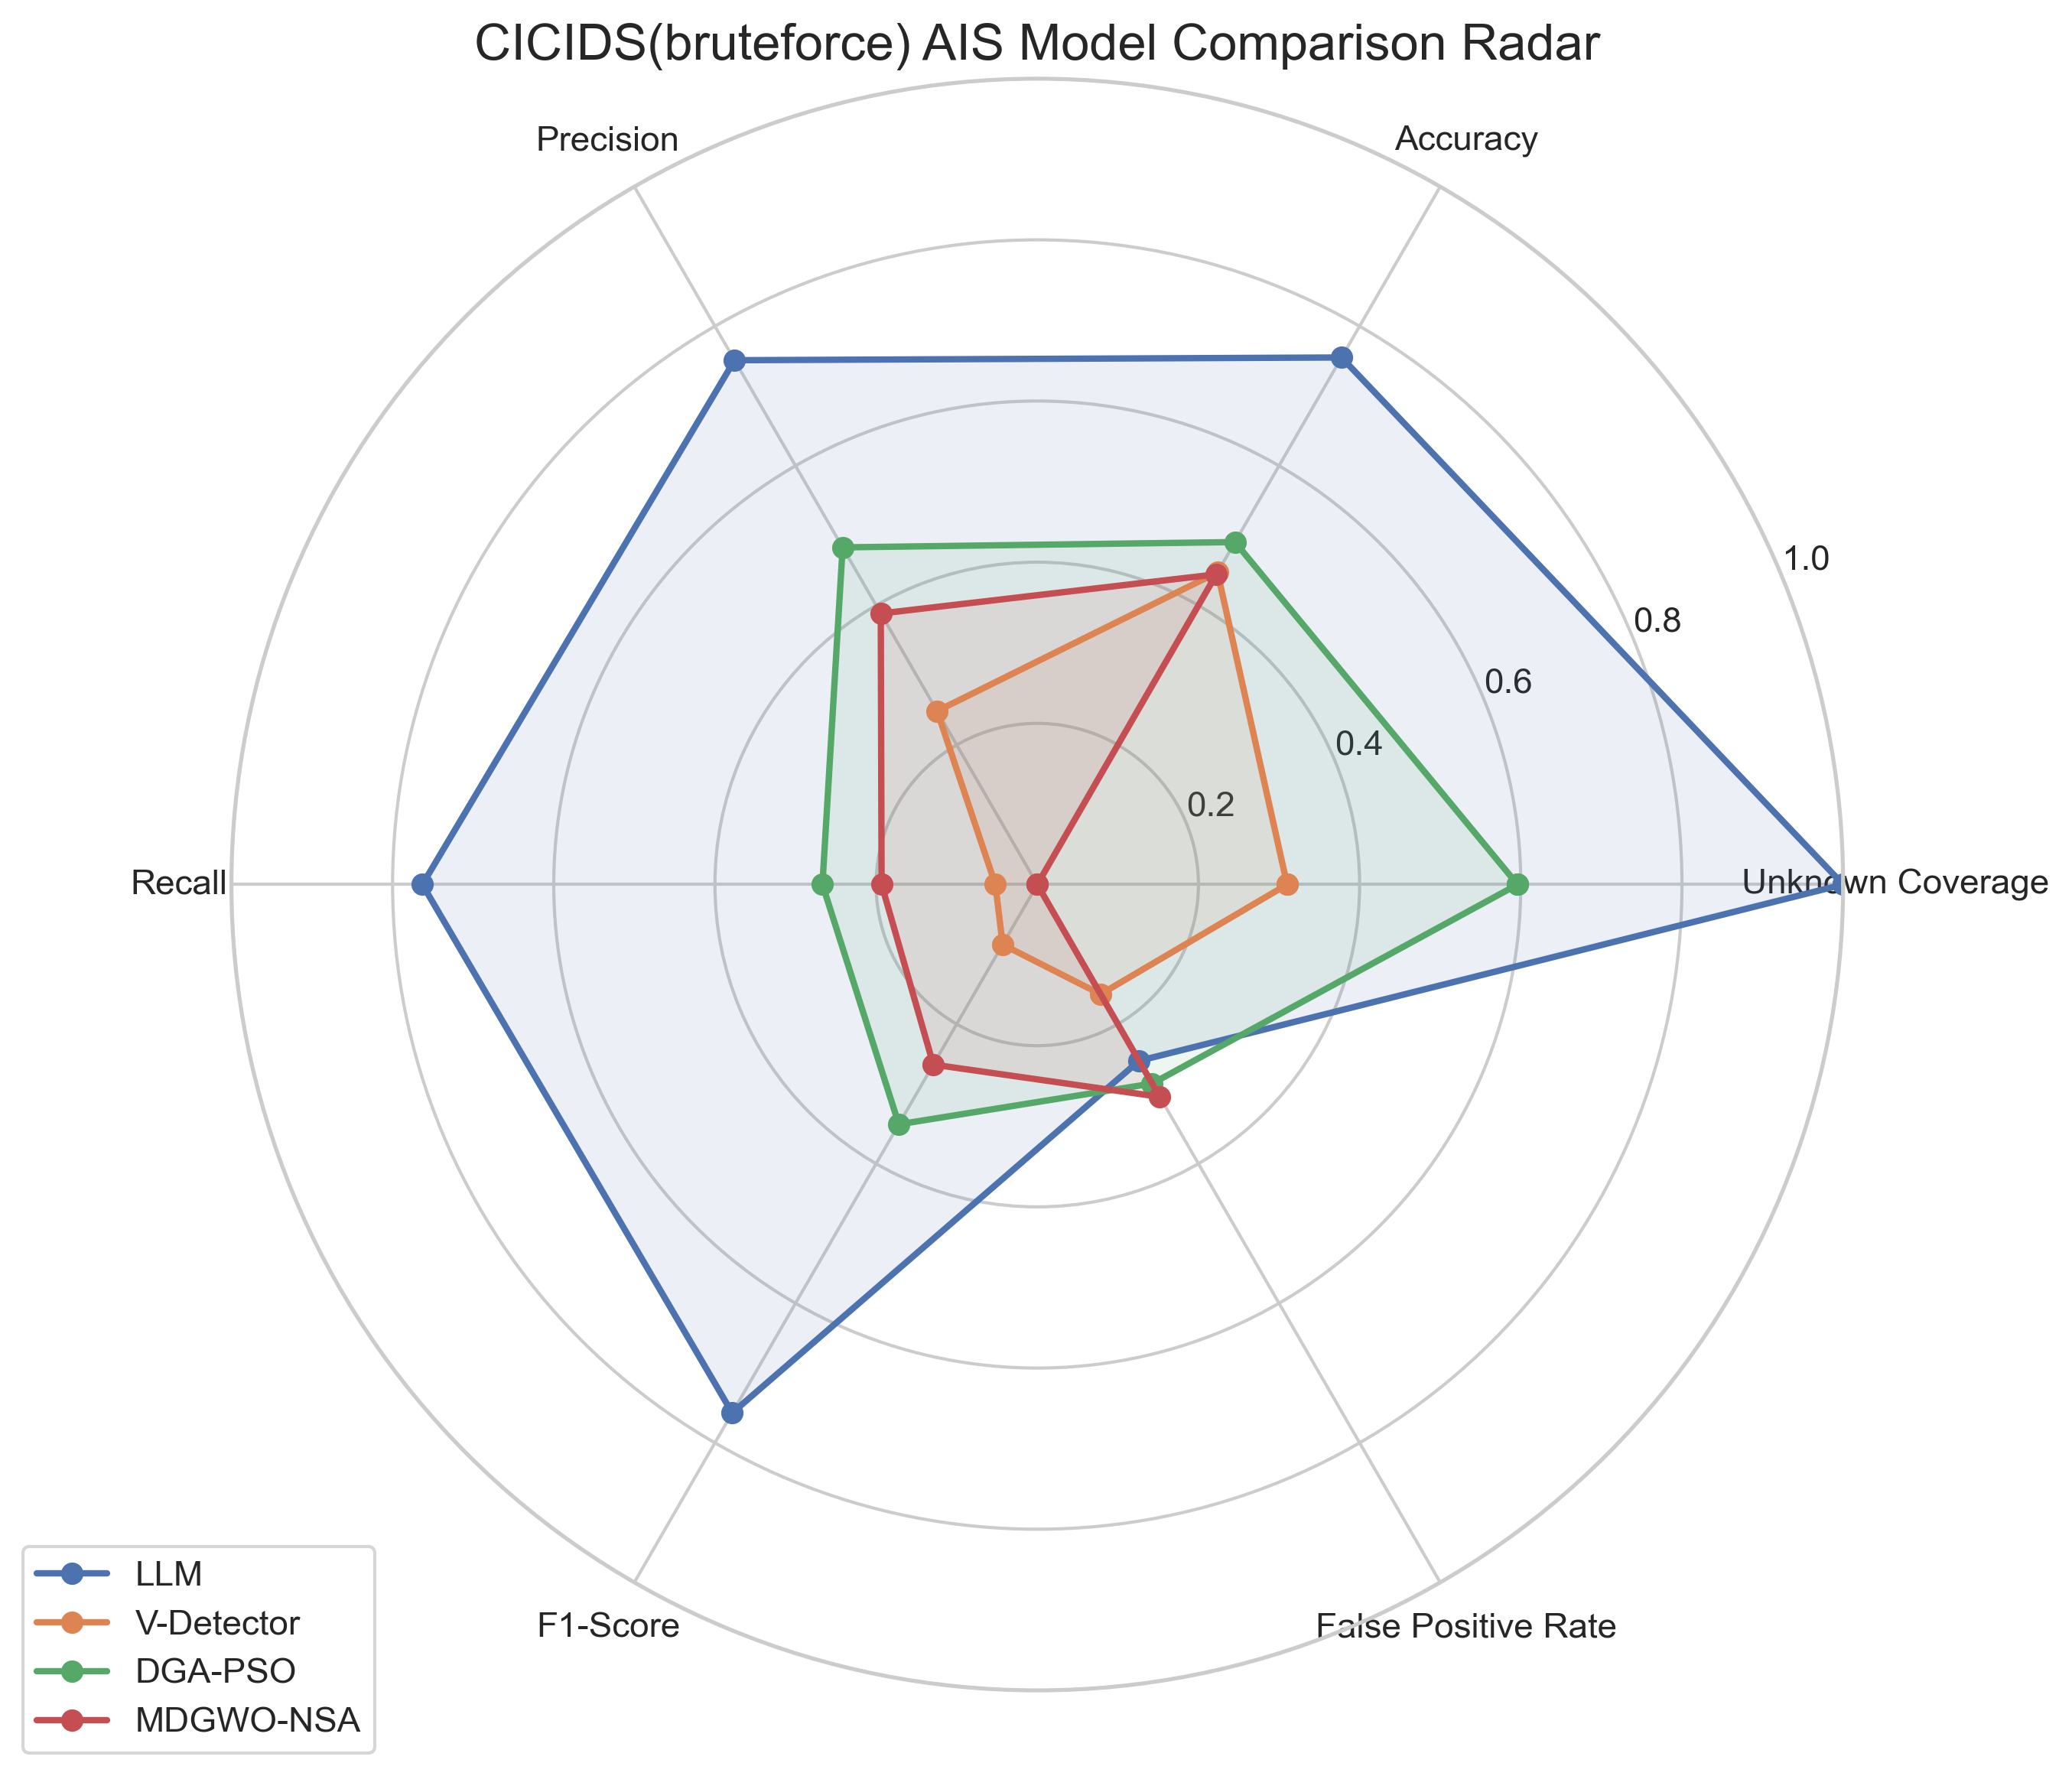 CICIDS(bruteforce) AIS Model Comparison Radar
Precision
Accuracy
1.0
0.8
0.6
0.4
0.2
Recall
Unknown Coverage
F1-Score
False Positive Rate
LLM
V-Detector
DGA-PSO
MDGWO-NSA